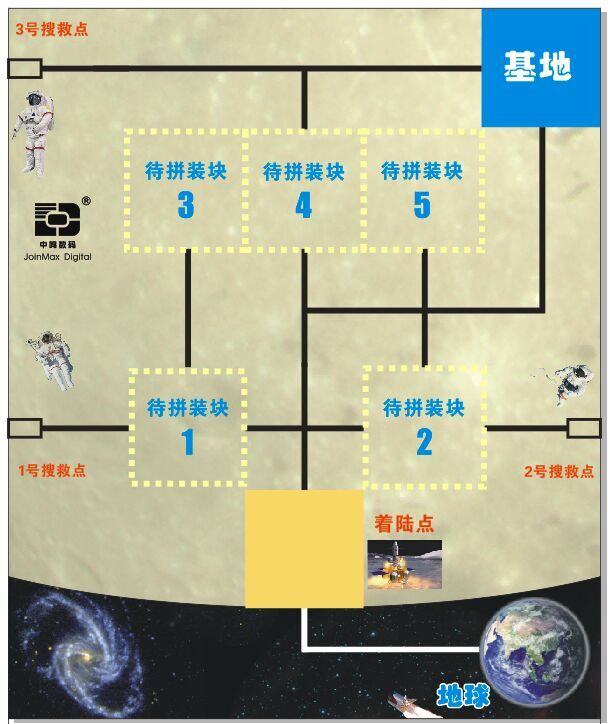 3号搜救点
基地
待拼装块
3
待拼装块
4
待拼装块
5
®
中鸣数码
JoinMax Digital
待拼装块
1
待拼装块
2
1号搜救点
2号搜救点
着陆点
地球